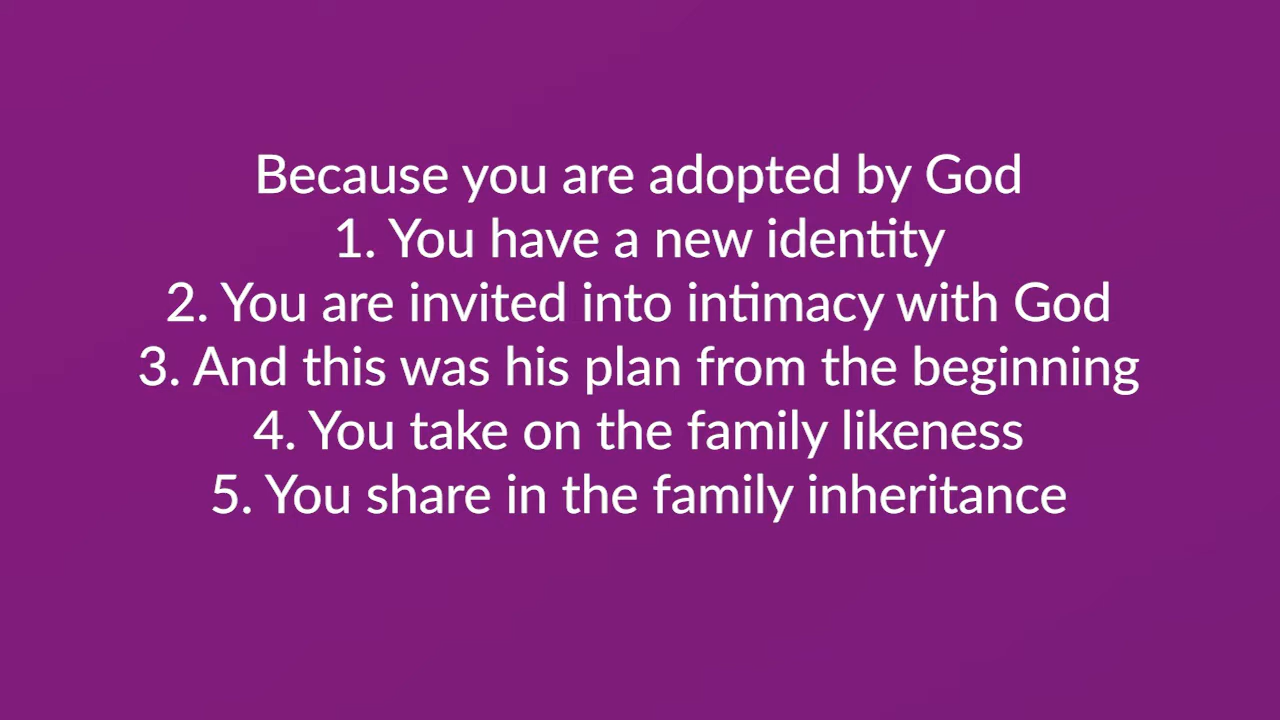 Because you are adopted by God
1. You have a new identity
2. You are invited into intimacy with God
3. And this was his plan from the beginning
4. You take on the family likeness
5. You share in the family inheritance